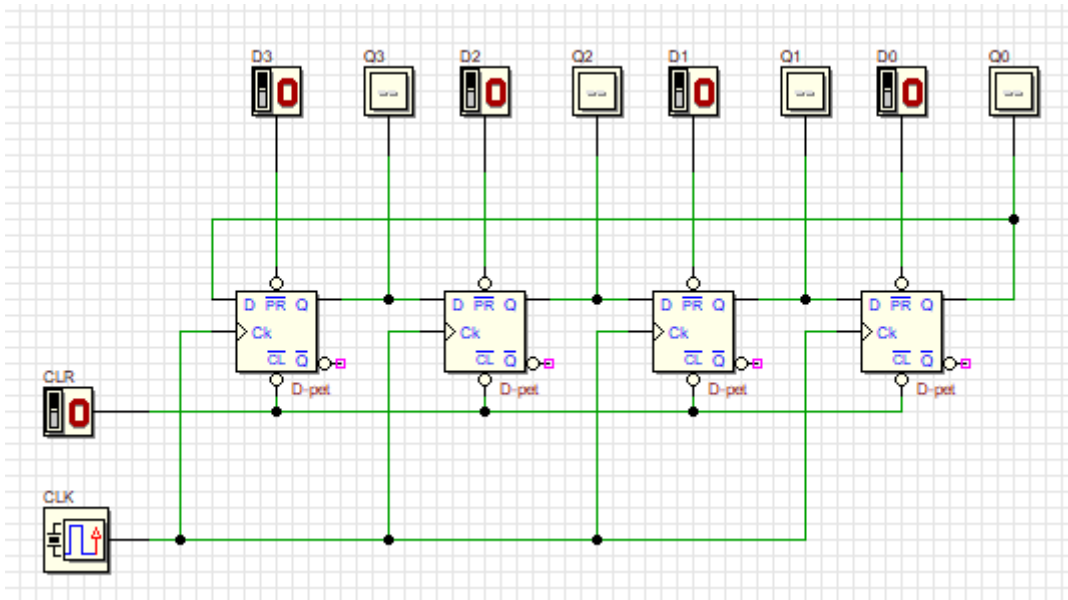 D3 Q3 D2 Q2 D1 Q1 D0 Q0
0 -- 0 -- 0 -- 0 --
D PR Q D PR Q D PR Q D PR Q
Ck Ck Ck Ck
CL Q CL Q CL Q CL Q
D-pet D-pet D-pet D-pet
CLR
0
CLK